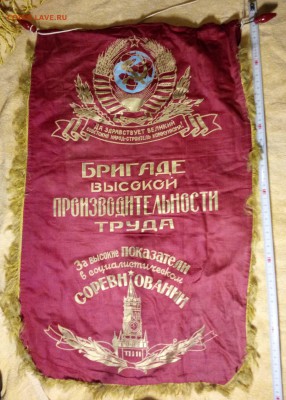 ДА ЗДРАВСТВУЕТ ВЕЛИКИЙ
СОВЕТСКИЙ НАРОД-СТРОИТЕЛЬ КОММУНИЗМА!
БРИГАДЕ
ВЫСОКОЙ
ПРОИЗВОДИТЕЛЬНОСТИ
ТРУДА
За высокие ПОКАЗАТЕЛИ
в социалистическом
СОРЕВНОВАНИИ